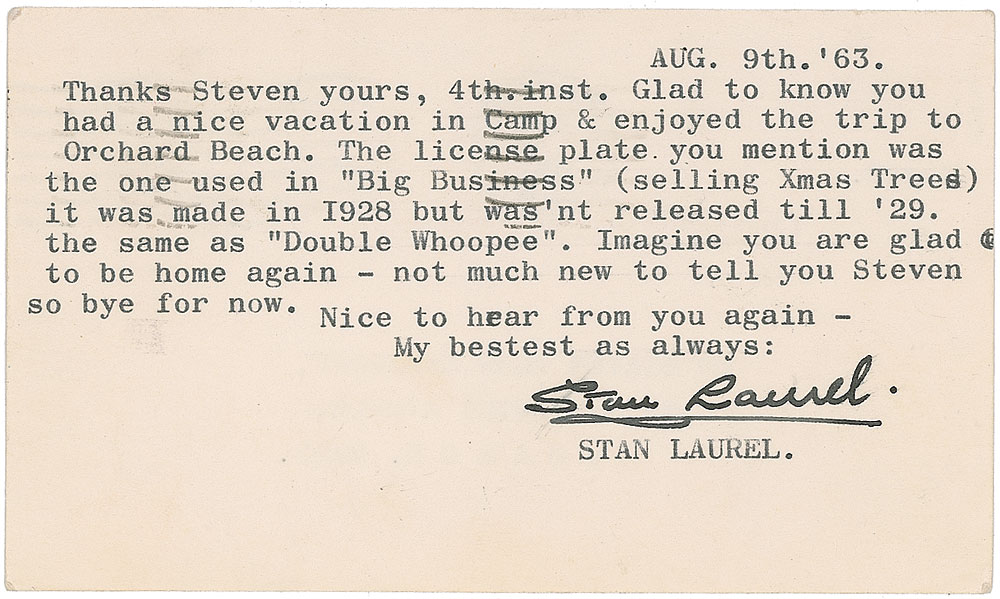 AUG. 9th.'63.
Thanks Steven yours, 4th.inst. Glad to know you
had a nice vacation in Camp & enjoyed the trip to
Orchard Beach. The license plate you mention was
the one used in "Big Business" (selling Xmas Trees)
it was made in I928 but was'nt released till '29.
the same as "Double Whoopee". Imagine you are glad
to be home again - not much new to tell you Steven
so bye for now.
Nice to hear from you again -
My bestest as always:
Stan Laurel.
STAN LAUREL.